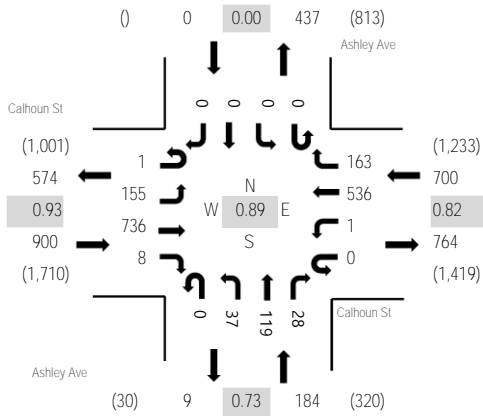 () 0 0.00 437 (813)
Ashley Ave
Calhoun St
0 0 0 0
(1,001) 1 163 (1,233)
574 155 N 536 700
0.93 736 W 0.89 E 1 0.82
900 8 S 0 764
(1,710) (1,419)
0 37 119 28
Calhoun St
Ashley Ave
(30) 9 0.73 184 (320)